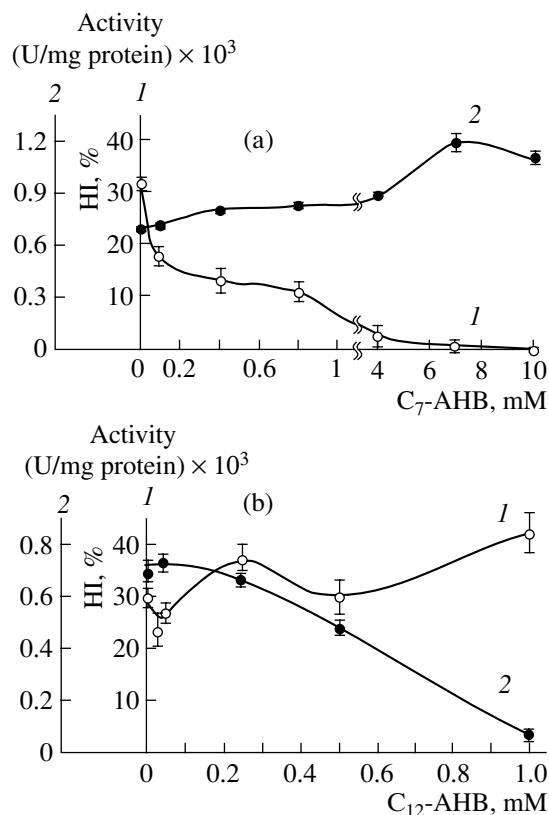 Activity
(U/mg protein) × 10³
2 1
1.2 40 (a) 2
0.9 30
HI, %
0.6 20
0.3 10 1
0
0 0.2 0.6 1 4 6 8 10
C₇-AHB, mM
Activity
(U/mg protein) × 10³
2 1 (b) 1
0.8 40
HI, %
0.6 30
0.4 20
2
0.2 10
0
0 0.2 0.4 0.6 0.8 1.0
C₁₂-AHB, mM